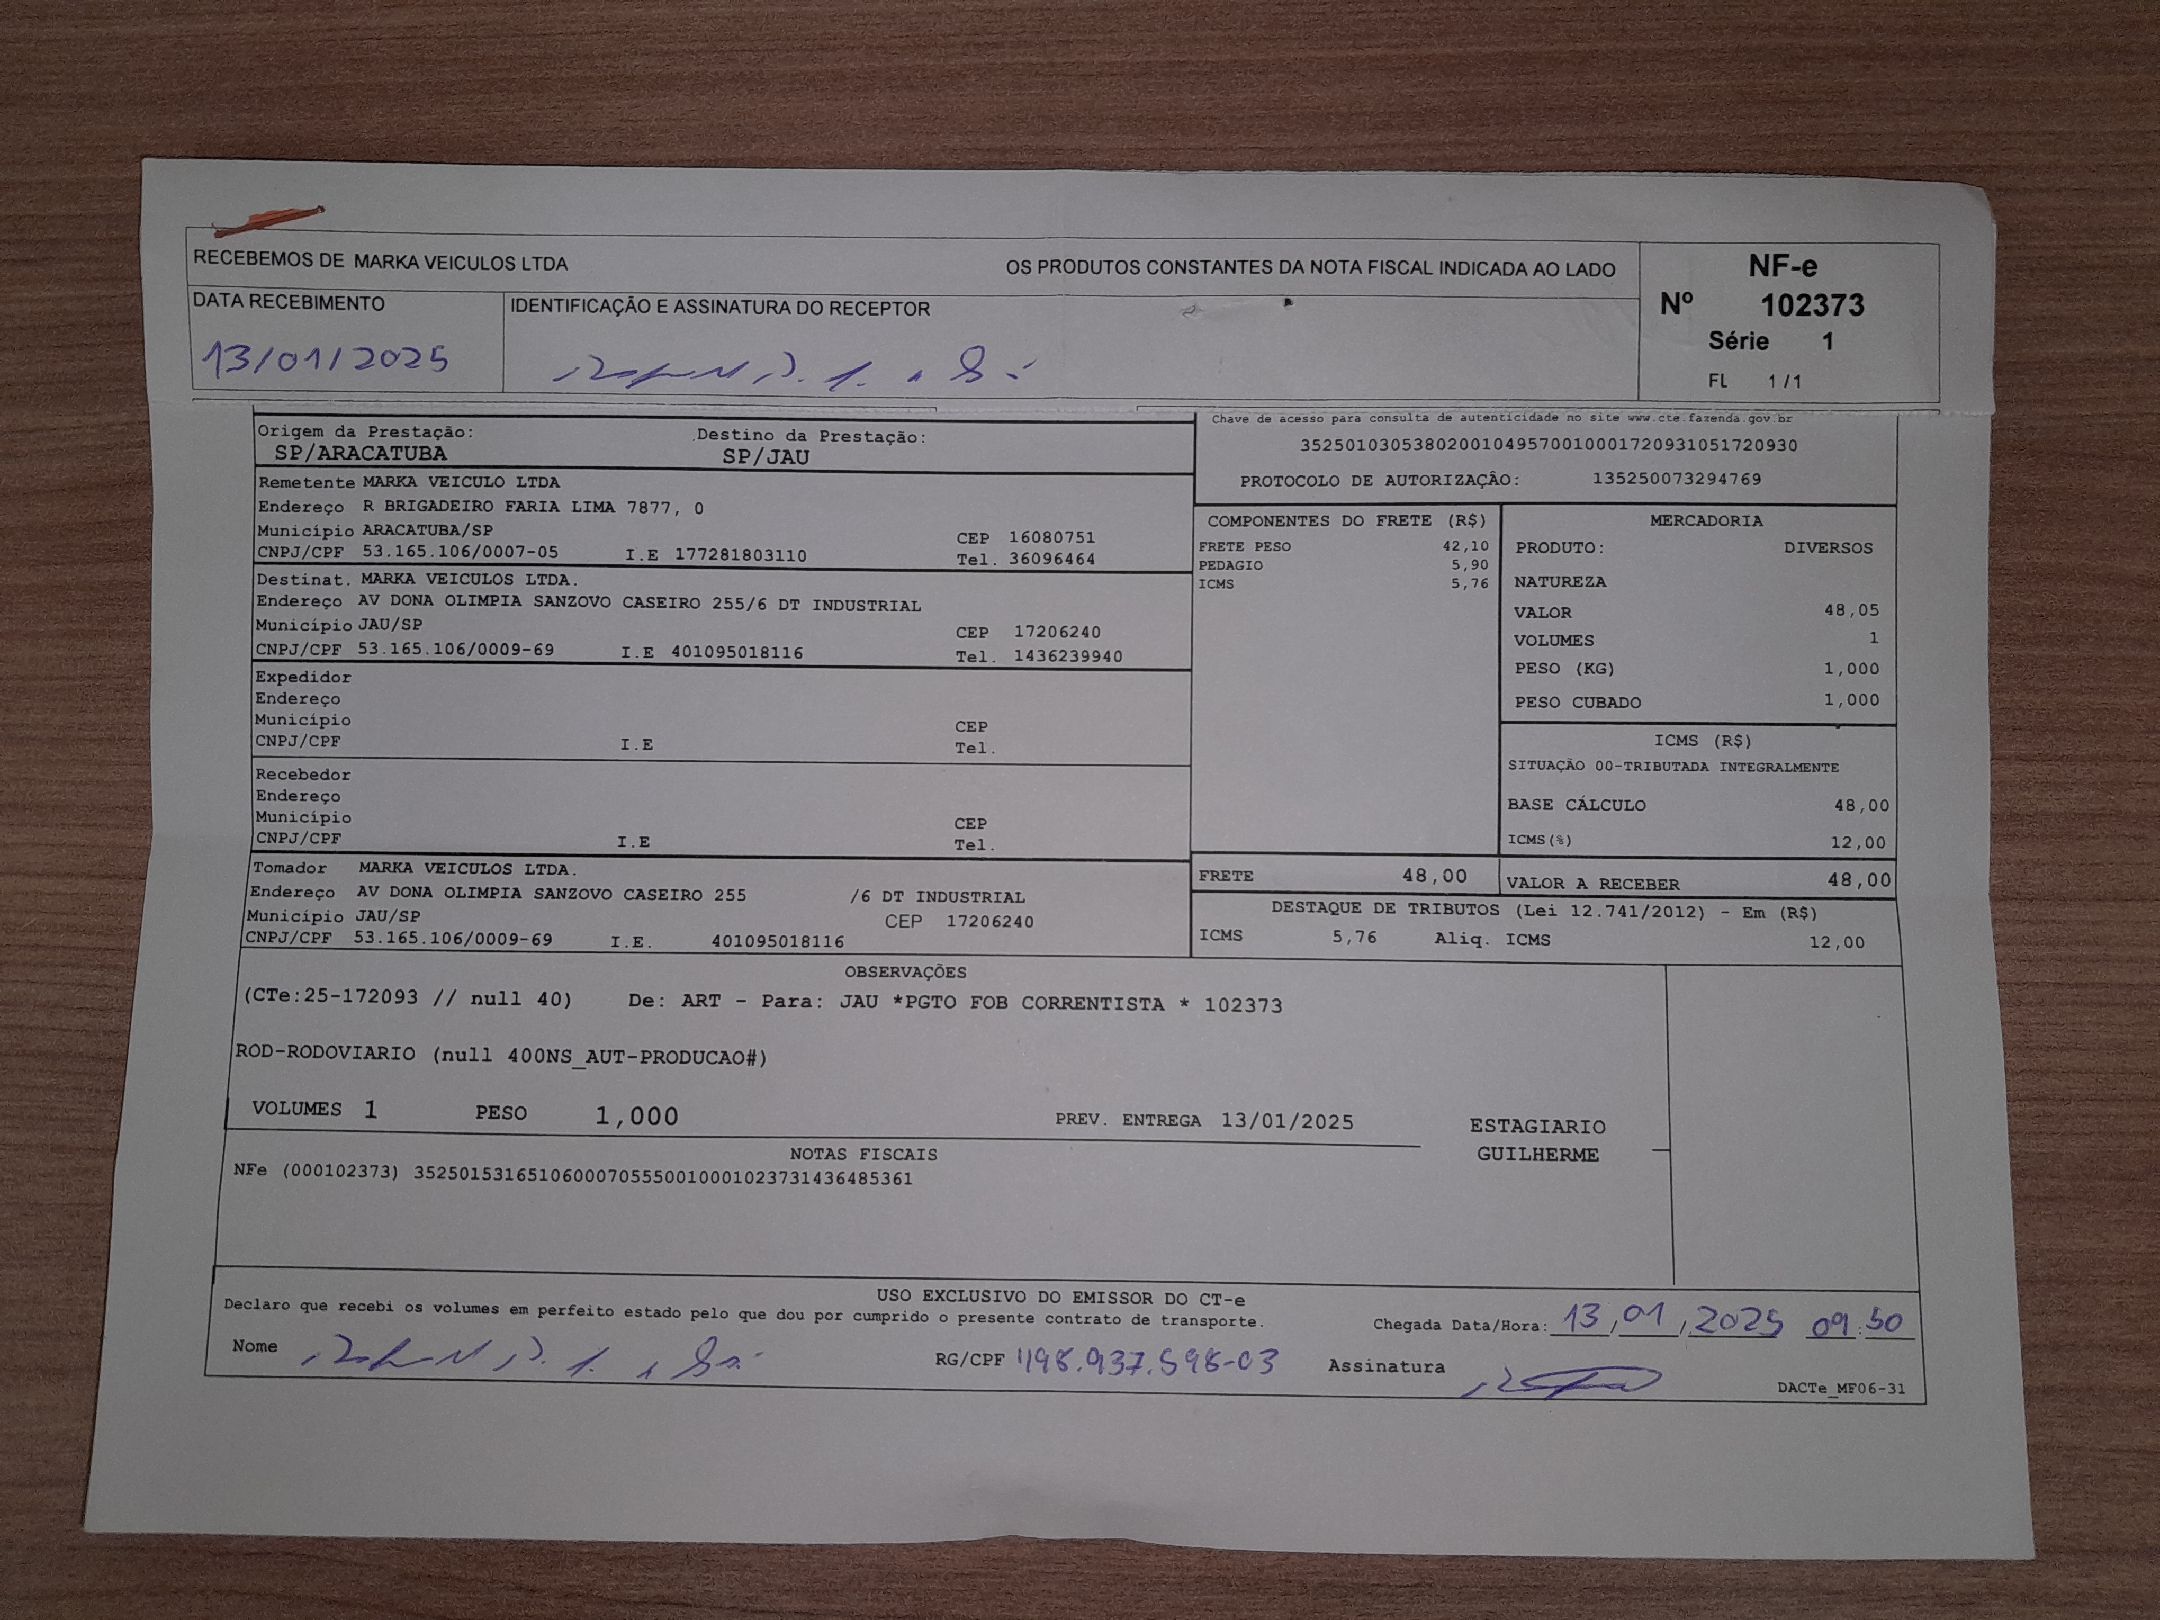 RECEBEMOS DE MARKA VEICULOS LTDA OS PRODUTOS CONSTANTES DA NOTA FISCAL INDICADA AO LADO
NF-e
Nº 102373
Série 1
FL 1 / 1
DATA RECEBIMENTO
13/01/2025
IDENTIFICAÇÃO E ASSINATURA DO RECEPTOR
Origem da Prestação: Destino da Prestação:
SP/ARACATUBA SP/JAU
Remetente MARKA VEICULO LTDA
Endereço R BRIGADEIRO FARIA LIMA 7877, 0
Município ARACATUBA/SP CEP 16080751
CNPJ/CPF 53.165.106/0007-05 I.E 177281803110 Tel. 36096464
Destinat. MARKA VEICULOS LTDA.
Endereço AV DONA OLIMPIA SANZOVO CASEIRO 255/6 DT INDUSTRIAL
Município JAU/SP CEP 17206240
CNPJ/CPF 53.165.106/0009-69 I.E 401095018116 Tel. 1436239940
Expedidor
Endereço
Município CEP
CNPJ/CPF I.E Tel.
Recebedor
Endereço
Município CEP
CNPJ/CPF I.E Tel.
Tomador MARKA VEICULOS LTDA.
Endereço AV DONA OLIMPIA SANZOVO CASEIRO 255 /6 DT INDUSTRIAL
Município JAU/SP CEP 17206240
CNPJ/CPF 53.165.106/0009-69 I.E. 401095018116
Chave de acesso para consulta de autenticidade no site www.cte.fazenda.gov.br
35250103053802001049570010001720931051720930
PROTOCOLO DE AUTORIZAÇÃO: 135250073294769
COMPONENTES DO FRETE (R$)
FRETE PESO 42,10
PEDAGIO 5,90
ICMS 5,76
MERCADORIA
PRODUTO: DIVERSOS
NATUREZA
VALOR 48,05
VOLUMES 1
PESO (KG) 1,000
PESO CUBADO 1,000
ICMS (R$)
SITUAÇÃO 00-TRIBUTADA INTEGRALMENTE
BASE CÁLCULO 48,00
ICMS(%) 12,00
FRETE 48,00 VALOR A RECEBER 48,00
DESTAQUE DE TRIBUTOS (Lei 12.741/2012) - Em (R$)
ICMS 5,76 Aliq. ICMS 12,00
OBSERVAÇÕES
(CTe:25-172093 // null 40) De: ART - Para: JAU *PGTO FOB CORRENTISTA * 102373
ROD-RODOVIARIO (null 400NS_AUT-PRODUCAO#)
VOLUMES 1 PESO 1,000 PREV. ENTREGA 13/01/2025
ESTAGIARIO
GUILHERME
NOTAS FISCAIS
NFe (000102373) 35250153165106000705550010001023731436485361
USO EXCLUSIVO DO EMISSOR DO CT-e
Declaro que recebi os volumes em perfeito estado pelo que dou por cumprido o presente contrato de transporte.
Chegada Data/Hora: 13,01,2025 09:50
Nome
RG/CPF 498.937.598-03 Assinatura
DACTe_MF06-31